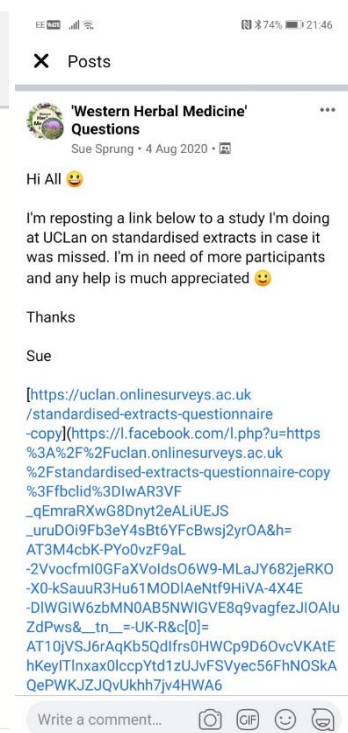 EE VoLTE 74% 21:46
Posts
'Western Herbal Medicine'
Questions
Sue Sprung • 4 Aug 2020 •
Hi All 😃
I'm reposting a link below to a study I'm doing
at UCLan on standardised extracts in case it
was missed. I'm in need of more participants
and any help is much appreciated 😃
Thanks
Sue
[https://uclan.onlinesurveys.ac.uk
/standardised-extracts-questionnaire
-copy](https://l.facebook.com/l.php?u=https
%3A%2F%2Fuclan.onlinesurveys.ac.uk
%2Fstandardised-extracts-questionnaire-copy
%3Ffbclid%3DIwAR3VF
_qEmraRXwG8Dnyt2eALiUEJS
_uruDOi9Fb3eY4sBt6YFcBwsj2yrOA&h=
AT3M4cbK-PYo0vzF9aL
-2VvocfmI0GFaXVoIdsO6W9-MLaJY682jeRKO
-X0-kSauuR3Hu61MODlAeNtf9HiVA-4X4E
-DlWGIW6zbMN0AB5NWIGVE8q9vagfezJIOAlu
ZdPws&__tn__=-UK-R&c[0]=
AT10jVSJ6rAqKb5QdIfrs0HWCp9D6OvcVKAtE
hKeyITlnxax0lccpYtd1zUJvFSVyec56FhNOSkA
QePWKJZJQvUkhh7jv4HWA6
Write a comment...
GIF